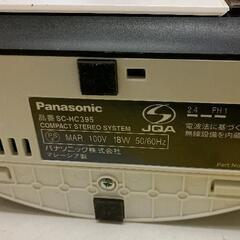 Panasonic
品番 SC-HC395
COMPACT STEREO SYSTEM
MAR 100V 18W 50/60Hz
パナソニック株式会社
マレーシア製
S
JQA
2.4 FH1
電波法に基づく
無線設備を内蔵
Part No